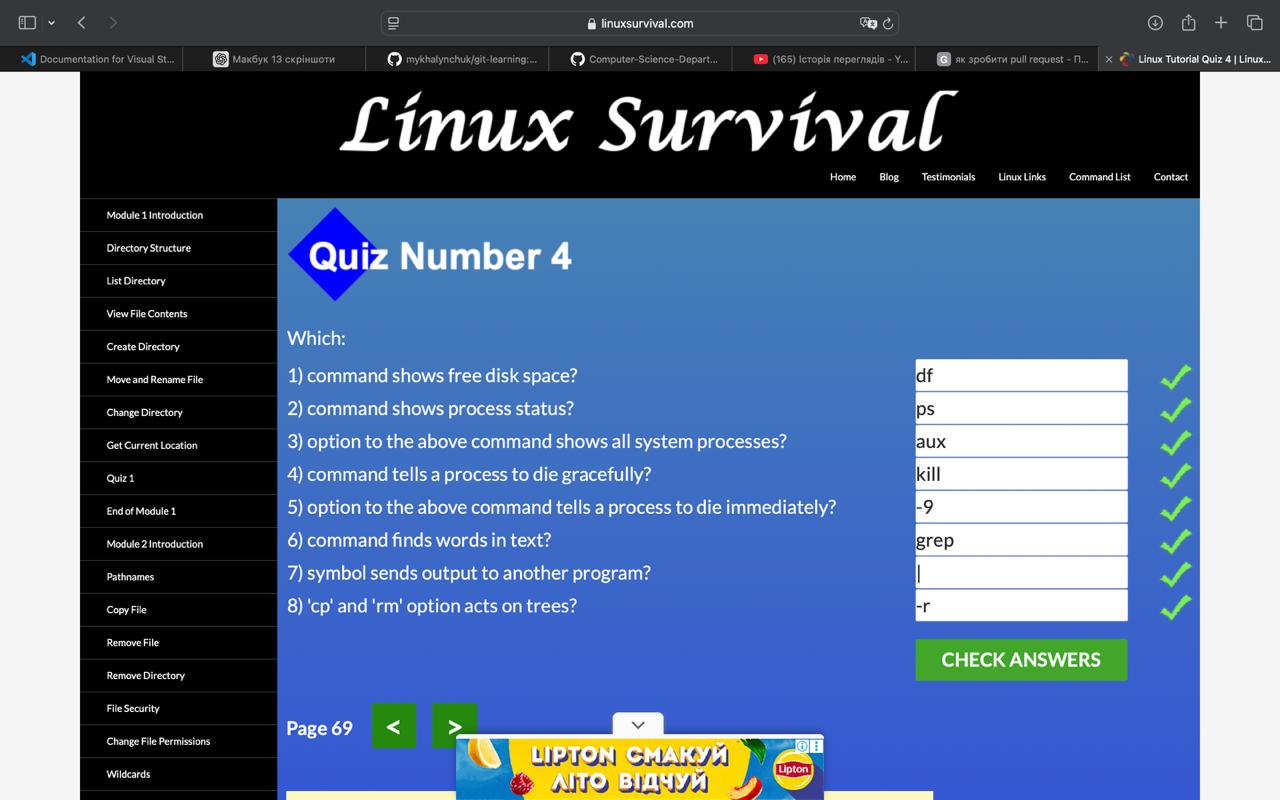 linuxsurvival.com
Documentation for Visual St...
Макбук 13 скріншоти
mykhalynchuk/git-learning:...
Computer-Science-Depart...
(165) Історія переглядів - Y...
G як зробити pull request - П...
Linux Tutorial Quiz 4 | Linux...
Linux Survival
Home Blog Testimonials Linux Links Command List Contact
Module 1 Introduction
Directory Structure
List Directory
View File Contents
Create Directory
Move and Rename File
Change Directory
Get Current Location
Quiz 1
End of Module 1
Module 2 Introduction
Pathnames
Copy File
Remove File
Remove Directory
File Security
Change File Permissions
Wildcards
Quiz Number 4
Which:
1) command shows free disk space? df
2) command shows process status? ps
3) option to the above command shows all system processes? aux
4) command tells a process to die gracefully? kill
5) option to the above command tells a process to die immediately? -9
6) command finds words in text? grep
7) symbol sends output to another program? |
8) 'cp' and 'rm' option acts on trees? -r
CHECK ANSWERS
Page 69 < >
LIPTON СМАКУЙ
ЛІТО ВІДЧУЙ
Lipton